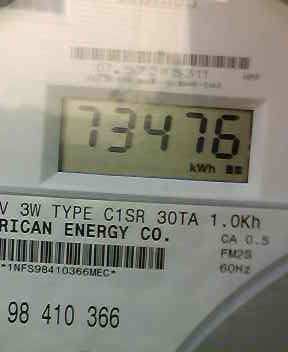 73476
kWh
V 3W TYPE C1SR 30TA 1.0Kh
RICAN ENERGY CO.
CA 0.5
FM2S
60Hz
*1NFS98410366MEC*
98 410 366